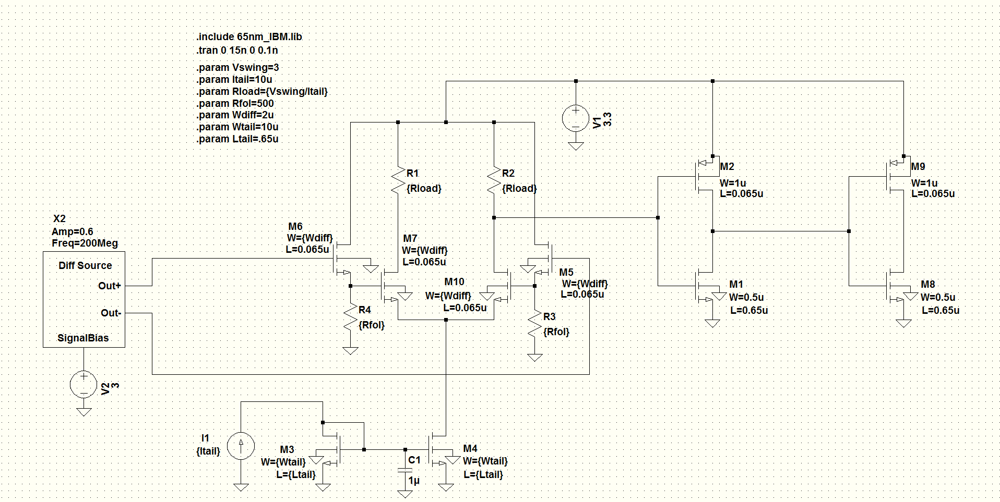 .include 65nm_IBM.lib
.tran 0 15n 0 0.1n
.param Vswing=3
.param Itail=10u
.param Rload={Vswing/Itail}
.param Rfol=500
.param Wdiff=2u
.param Wtail=10u
.param Ltail=.65u
V1
3.3
R1
{Rload}
R2
{Rload}
M2
W=1u
L=0.065u
M9
W=1u
L=0.065u
X2
Amp=0.6
Freq=200Meg
Diff Source
Out+
Out-
SignalBias
M6
W={Wdiff}
L=0.065u
M7
W={Wdiff}
L=0.065u
M10
W={Wdiff}
L=0.065u
M5
W={Wdiff}
L=0.065u
M1
W=0.5u
L=0.65u
M8
W=0.5u
L=0.65u
R4
{Rfol}
R3
{Rfol}
V2
3
I1
{Itail}
M3
W={Wtail}
L={Ltail}
C1
1µ
M4
W={Wtail}
L={Ltail}